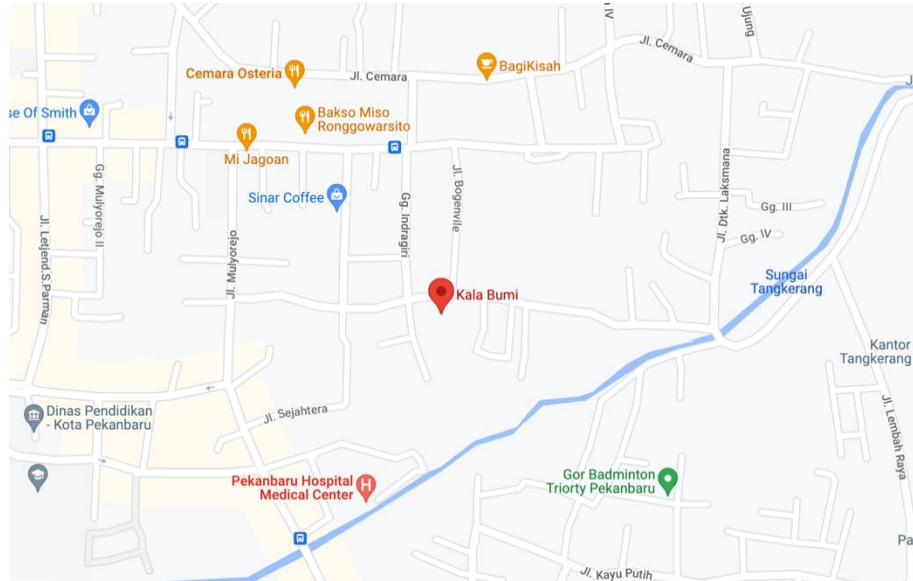 IV
Ujung
Jl. Cemara
BagiKisah
Cemara Osteria
Jl. Cemara
se Of Smith
Bakso Miso
Ronggowarsito
Mi Jagoan
Sinar Coffee
Gg. Mulyorejo II
Jl. Letjend.S.Parman
Jl. Mulyorejo
Gg. Indragiri
Jl. Bogenvile
Jl. Dtk. Laksmana
Gg. III
Gg. IV
Sungai
Tangkerang
Kala Bumi
Kantor
Tangkerang
Jl. Lembah Raya
Dinas Pendidikan
- Kota Pekanbaru
Jl. Sejahtera
Pekanbaru Hospital
Medical Center
H
Gor Badminton
Triorty Pekanbaru
Pa
Jl. Kayu Putih